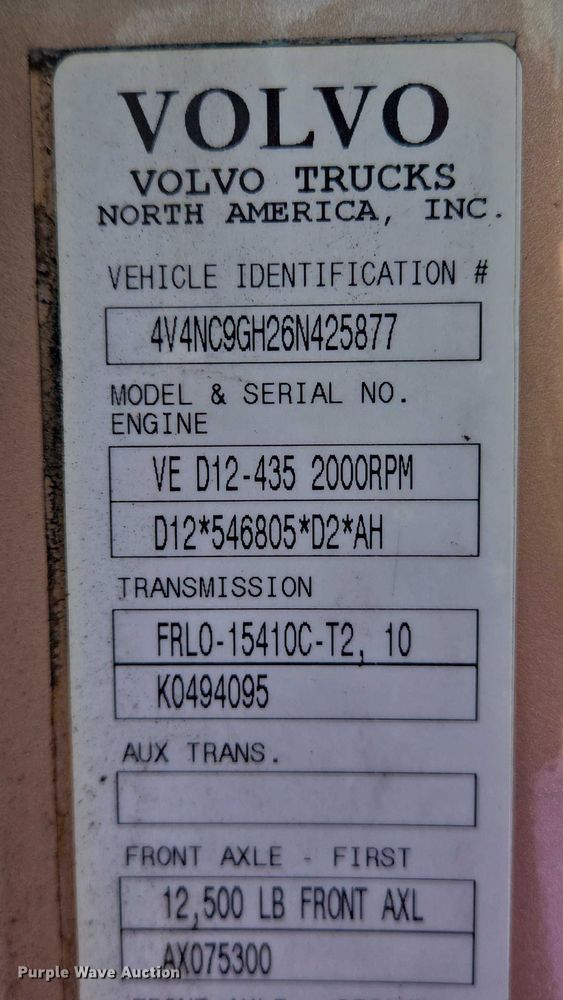 VOLVO
VOLVO TRUCKS
NORTH AMERICA, INC.
VEHICLE IDENTIFICATION #
4V4NC9GH26N425877
MODEL & SERIAL NO.
ENGINE
VE D12-435 2000RPM
D12*546805*D2*AH
TRANSMISSION
FRLO-15410C-T2, 10
K0494095
AUX TRANS.
FRONT AXLE - FIRST
12,500 LB FRONT AXL
AX075300
Purple Wave Auction